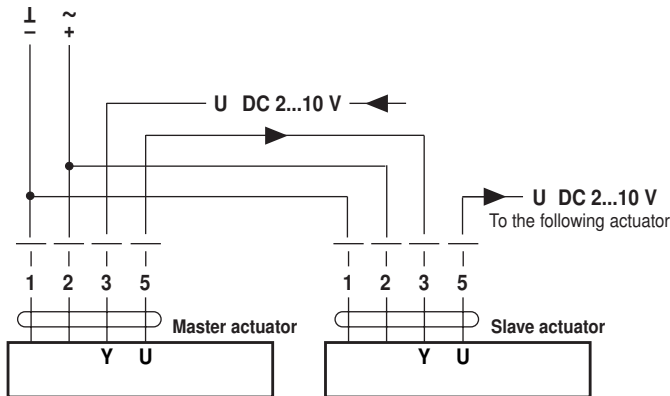 ⊥ ~
– +
U DC 2...10 V
U DC 2...10 V
To the following actuator
1 2 3 5 1 2 3 5
Master actuator Slave actuator
Y U Y U